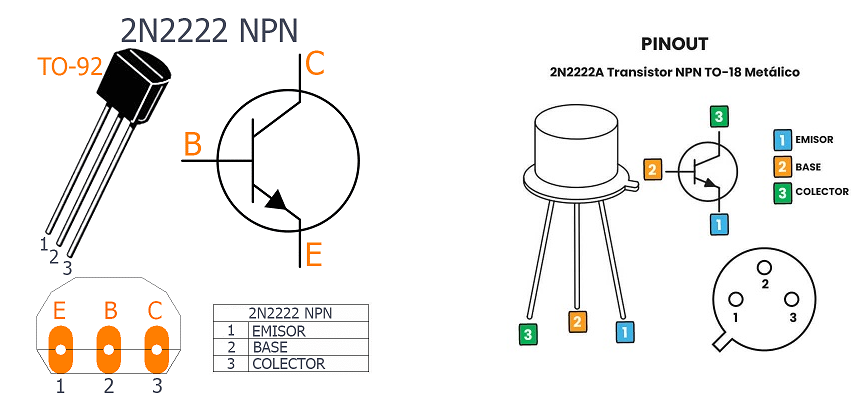 2N2222 NPN
TO-92
C
B
E
1
2
3
E B C
1 2 3
2N2222 NPN
1 EMISOR
2 BASE
3 COLECTOR
PINOUT
2N2222A Transistor NPN TO-18 Metálico
3
2
1
1 EMISOR
2 BASE
3 COLECTOR
3 2 1
2
1 3